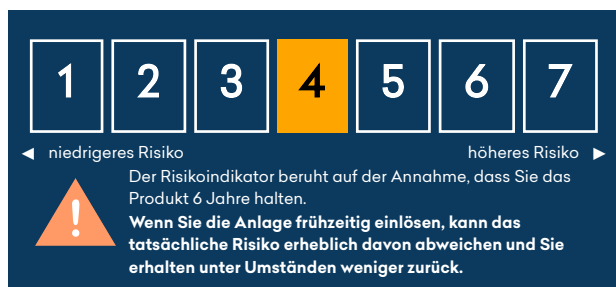 1 2 3 4 5 6 7
◄ niedrigeres Risiko höheres Risiko ►
Der Risikoindikator beruht auf der Annahme, dass Sie das
Produkt 6 Jahre halten.
!
Wenn Sie die Anlage frühzeitig einlösen, kann das
tatsächliche Risiko erheblich davon abweichen und Sie
erhalten unter Umständen weniger zurück.